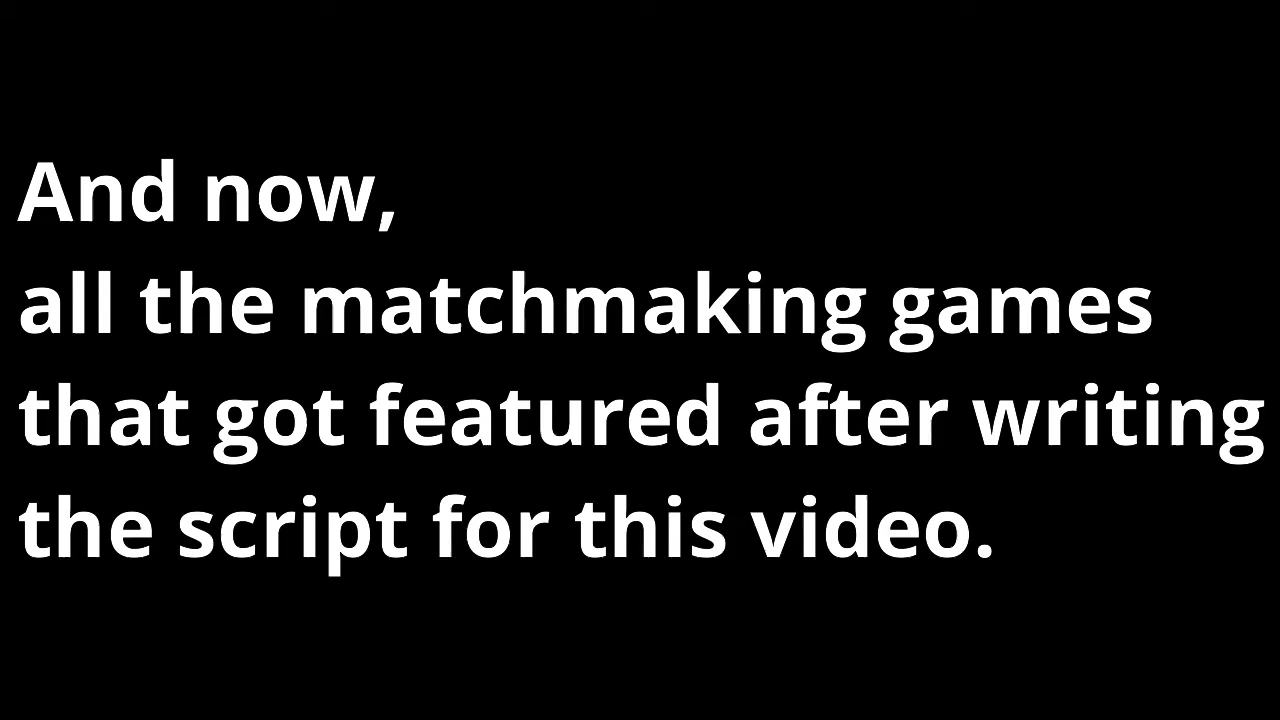 And now,
all the matchmaking games
that got featured after writing
the script for this video.